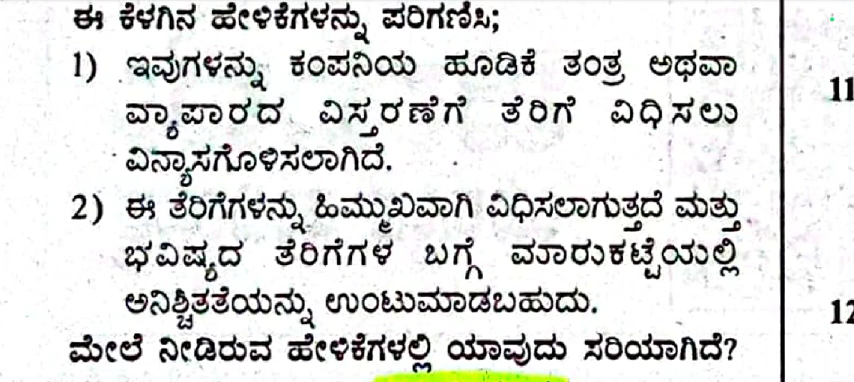 ಈ ಕೆಳಗಿನ ಹೇಳಿಕೆಗಳನ್ನು ಪರಿಗಣಿಸಿ;
1) ಇವುಗಳನ್ನು ಕಂಪನಿಯ ಹೂಡಿಕೆ ತಂತ್ರ ಅಥವಾ
ವ್ಯಾಪಾರದ ವಿಸ್ತರಣೆಗೆ ತೆರಿಗೆ ವಿಧಿಸಲು
ವಿನ್ಯಾಸಗೊಳಿಸಲಾಗಿದೆ.
2) ಈ ತೆರಿಗೆಗಳನ್ನು ಹಿಮ್ಮುಖವಾಗಿ ವಿಧಿಸಲಾಗುತ್ತದೆ ಮತ್ತು
ಭವಿಷ್ಯದ ತೆರಿಗೆಗಳ ಬಗ್ಗೆ ಮಾರುಕಟ್ಟೆಯಲ್ಲಿ
ಅನಿಶ್ಚಿತತೆಯನ್ನು ಉಂಟುಮಾಡಬಹುದು.
ಮೇಲೆ ನೀಡಿರುವ ಹೇಳಿಕೆಗಳಲ್ಲಿ ಯಾವುದು ಸರಿಯಾಗಿದೆ?
11
12